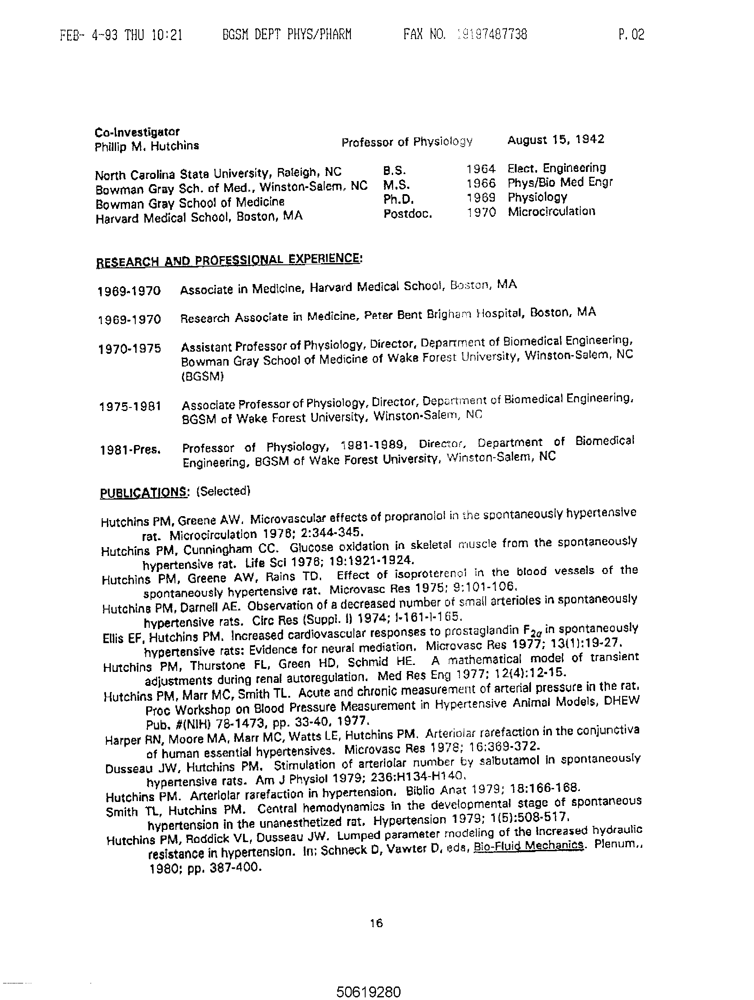 FEB- 4-93 THU 10:21 BGSM DEPT PHYS/PHARM FAX NO. 19197487738 P.02
Co-Investigator
Phillip M. Hutchins Professor of Physiology August 15, 1942
North Carolina State University, Raleigh, NC B.S. 1964 Elect. Engineering
Bowman Gray Sch. of Med., Winston-Salem, NC M.S. 1966 Phys/Bio Med Engr
Bowman Gray School of Medicine Ph.D. 1969 Physiology
Harvard Medical School, Boston, MA Postdoc. 1970 Microcirculation
RESEARCH AND PROFESSIONAL EXPERIENCE:
1969-1970 Associate in Medicine, Harvard Medical School, Boston, MA
1969-1970 Research Associate in Medicine, Peter Bent Brigham Hospital, Boston, MA
1970-1975 Assistant Professor of Physiology, Director, Department of Biomedical Engineering,
Bowman Gray School of Medicine of Wake Forest University, Winston-Salem, NC
(BGSM)
1975-1981 Associate Professor of Physiology, Director, Department of Biomedical Engineering,
BGSM of Wake Forest University, Winston-Salem, NC
1981-Pres. Professor of Physiology, 1981-1989, Director, Department of Biomedical
Engineering, BGSM of Wake Forest University, Winston-Salem, NC
PUBLICATIONS: (Selected)
Hutchins PM, Greene AW. Microvascular effects of propranolol in the spontaneously hypertensive
rat. Microcirculation 1976; 2:344-345.
Hutchins PM, Cunningham CC. Glucose oxidation in skeletal muscle from the spontaneously
hypertensive rat. Life Sci 1976; 19:1921-1924.
Hutchins PM, Greene AW, Rains TD. Effect of isoproterenol in the blood vessels of the
spontaneously hypertensive rat. Microvasc Res 1975; 9:101-106.
Hutchins PM, Darnell AE. Observation of a decreased number of small arterioles in spontaneously
hypertensive rats. Circ Res (Suppl. I) 1974; I-161-I-165.
Ellis EF, Hutchins PM. Increased cardiovascular responses to prostaglandin F2α in spontaneously
hypertensive rats: Evidence for neural mediation. Microvasc Res 1977; 13(1):19-27.
Hutchins PM, Thurstone FL, Green HD, Schmid HE. A mathematical model of transient
adjustments during renal autoregulation. Med Res Eng 1977; 12(4):12-15.
Hutchins PM, Marr MC, Smith TL. Acute and chronic measurement of arterial pressure in the rat.
Proc Workshop on Blood Pressure Measurement in Hypertensive Animal Models, DHEW
Pub. #(NIH) 78-1473, pp. 33-40, 1977.
Harper RN, Moore MA, Marr MC, Watts LE, Hutchins PM. Arteriolar rarefaction in the conjunctiva
of human essential hypertensives. Microvasc Res 1978; 16:369-372.
Dusseau JW, Hutchins PM. Stimulation of arteriolar number by salbutamol in spontaneously
hypertensive rats. Am J Physiol 1979; 236:H134-H140.
Hutchins PM. Arteriolar rarefaction in hypertension. Biblio Anat 1979; 18:166-168.
Smith TL, Hutchins PM. Central hemodynamics in the developmental stage of spontaneous
hypertension in the unanesthetized rat. Hypertension 1979; 1(5):508-517.
Hutchins PM, Roddick VL, Dusseau JW. Lumped parameter modeling of the increased hydraulic
resistance in hypertension. In: Schneck D, Vawter D, eds, Bio-Fluid Mechanics. Plenum.,
1980; pp. 387-400.
16
50619280